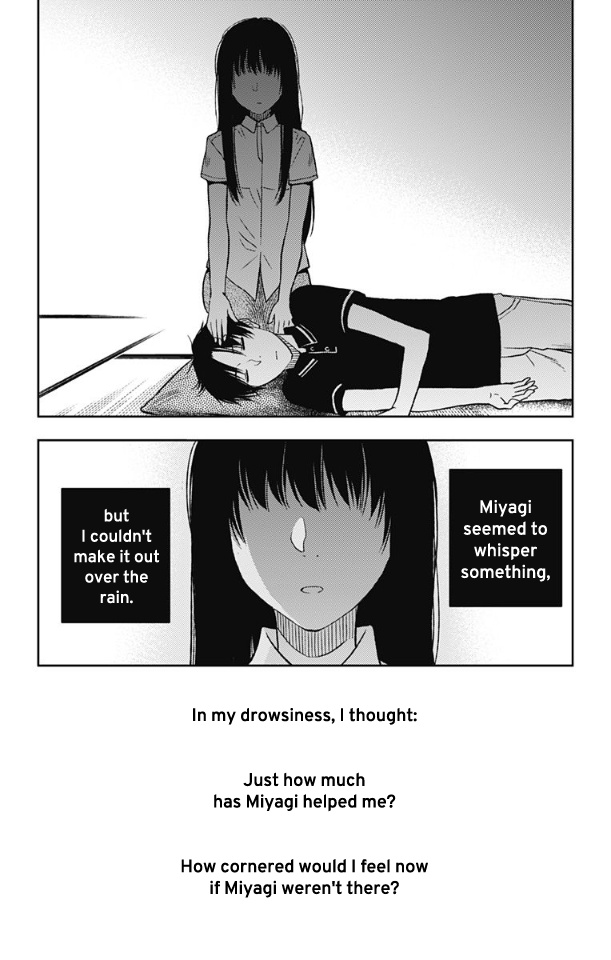 Miyagi
seemed to
whisper
something,
but
I couldn't
make it out
over the
rain.
In my drowsiness, I thought:
Just how much
has Miyagi helped me?
How cornered would I feel now
if Miyagi weren't there?